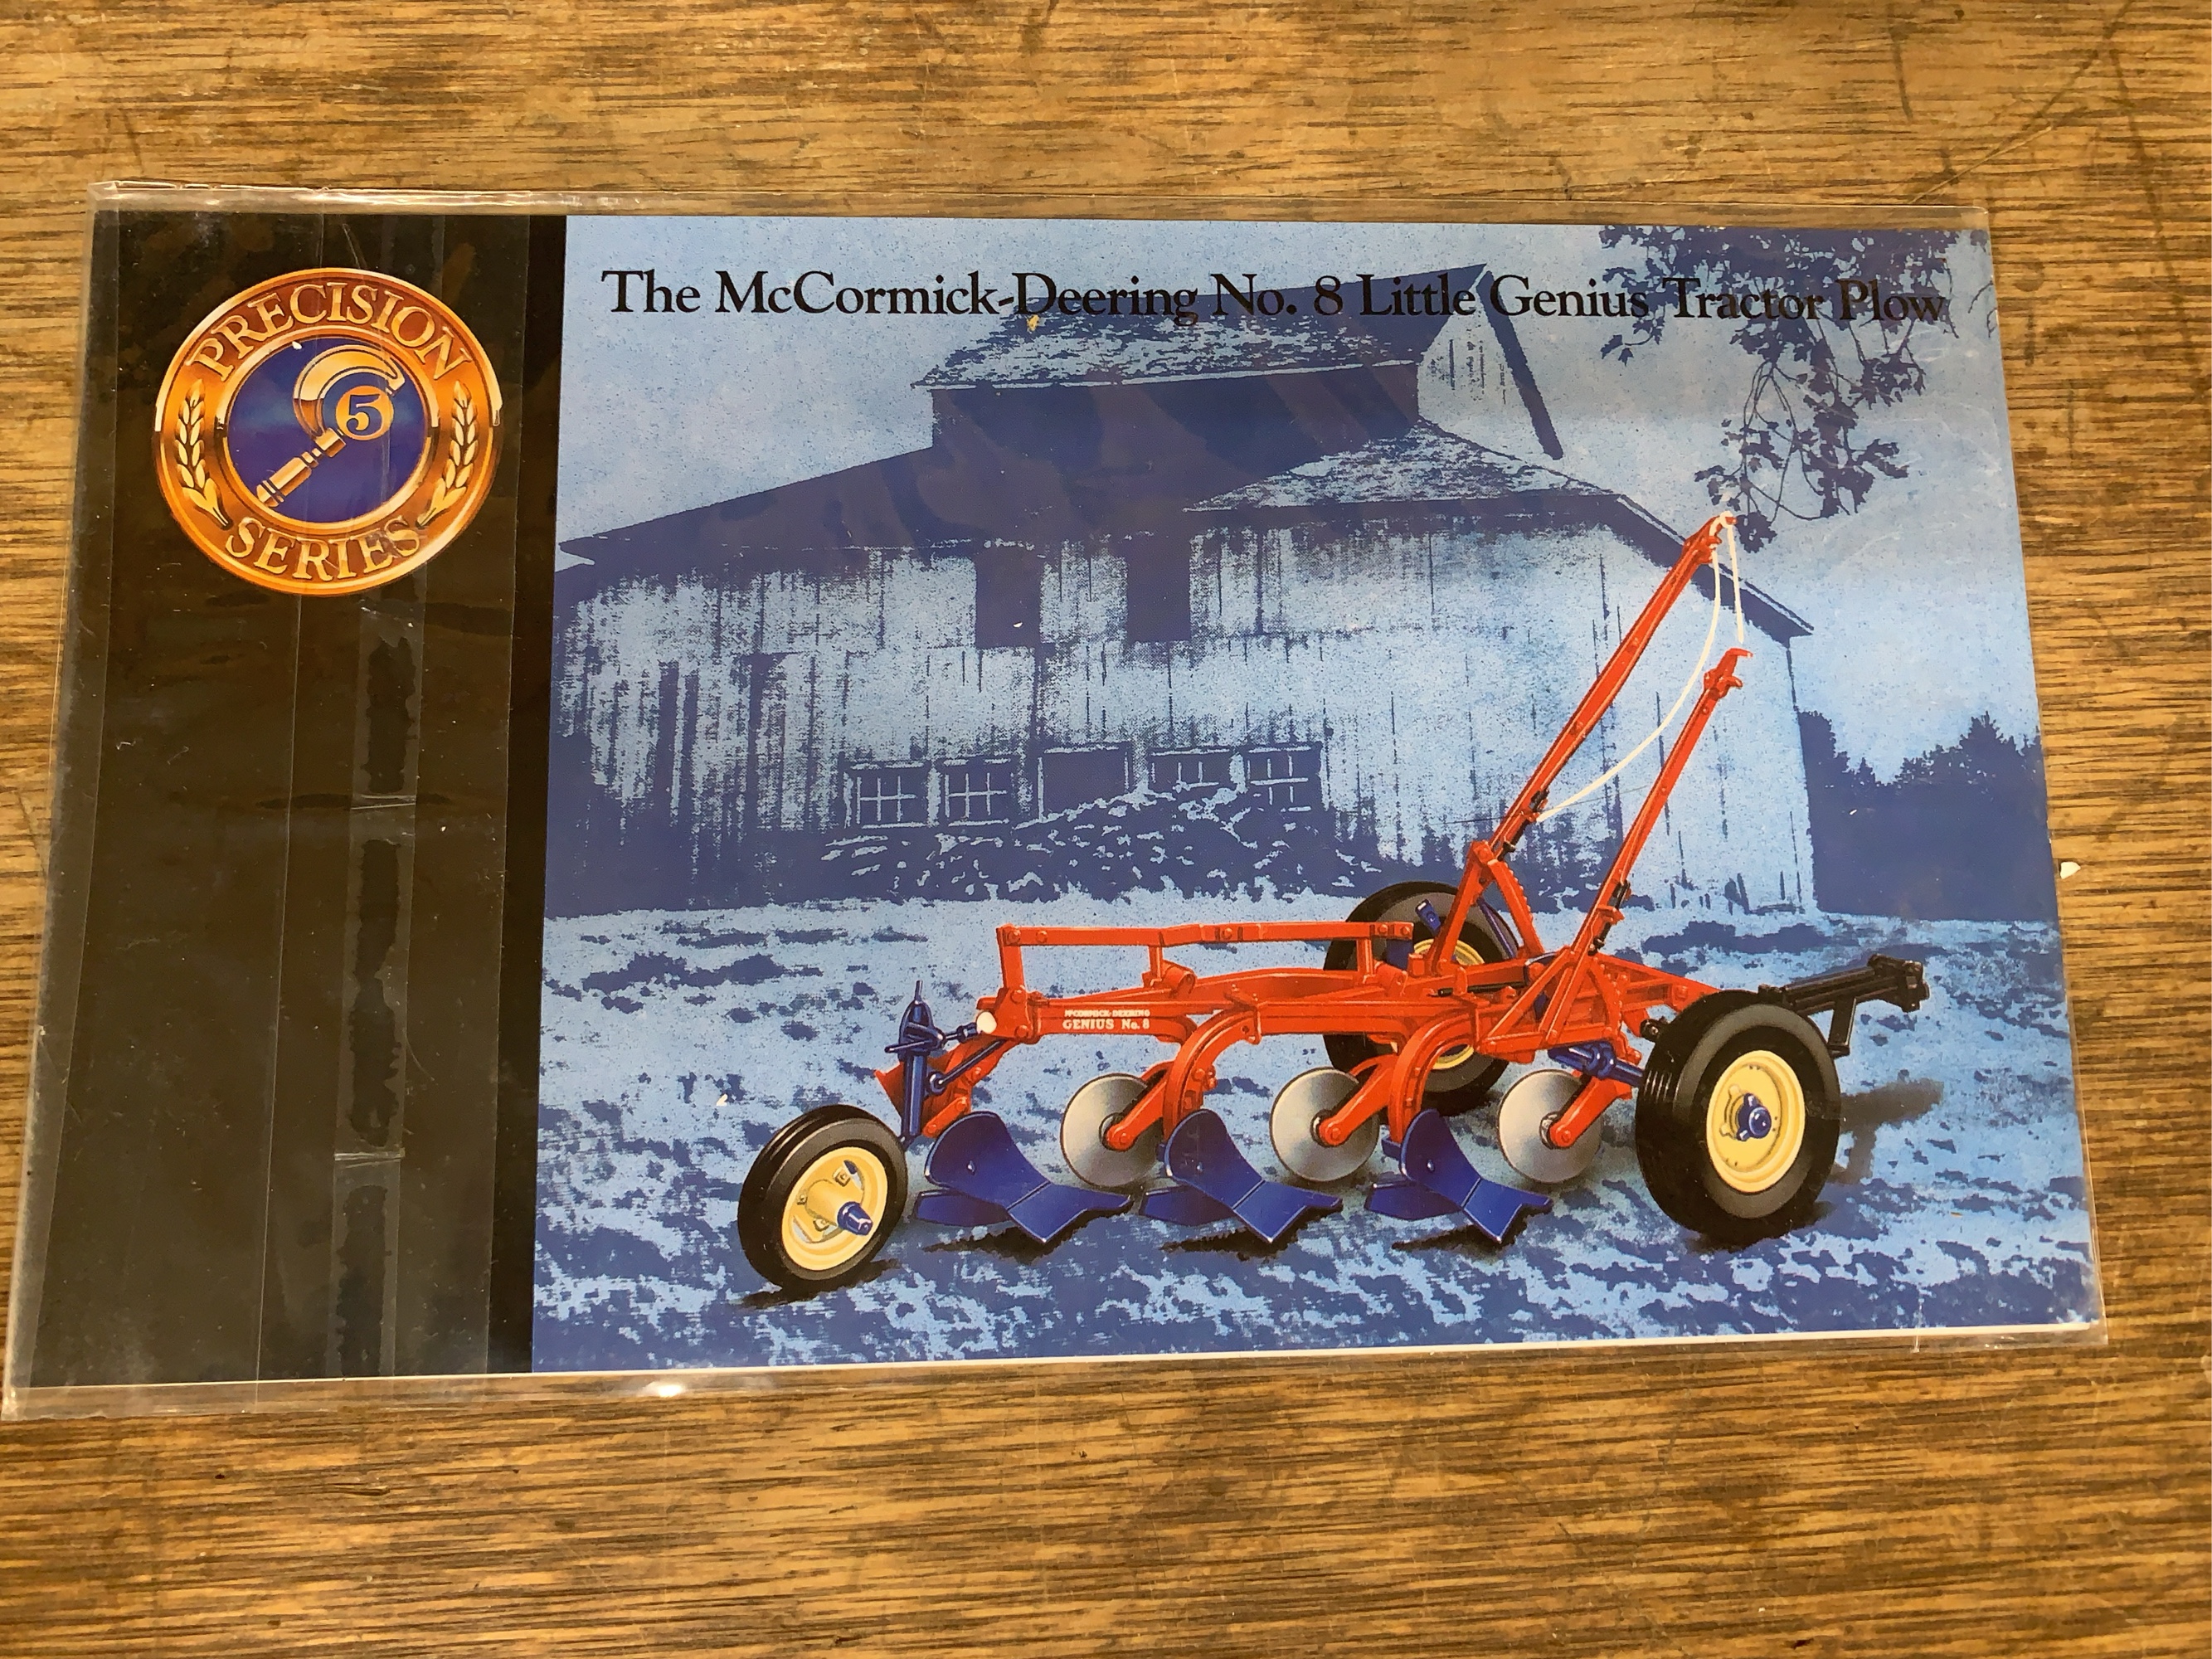 PRECISION
5
SERIES
The McCormick-Deering No. 8 Little Genius Tractor Plow
McCORMICK-DEERING
GENIUS No. 8